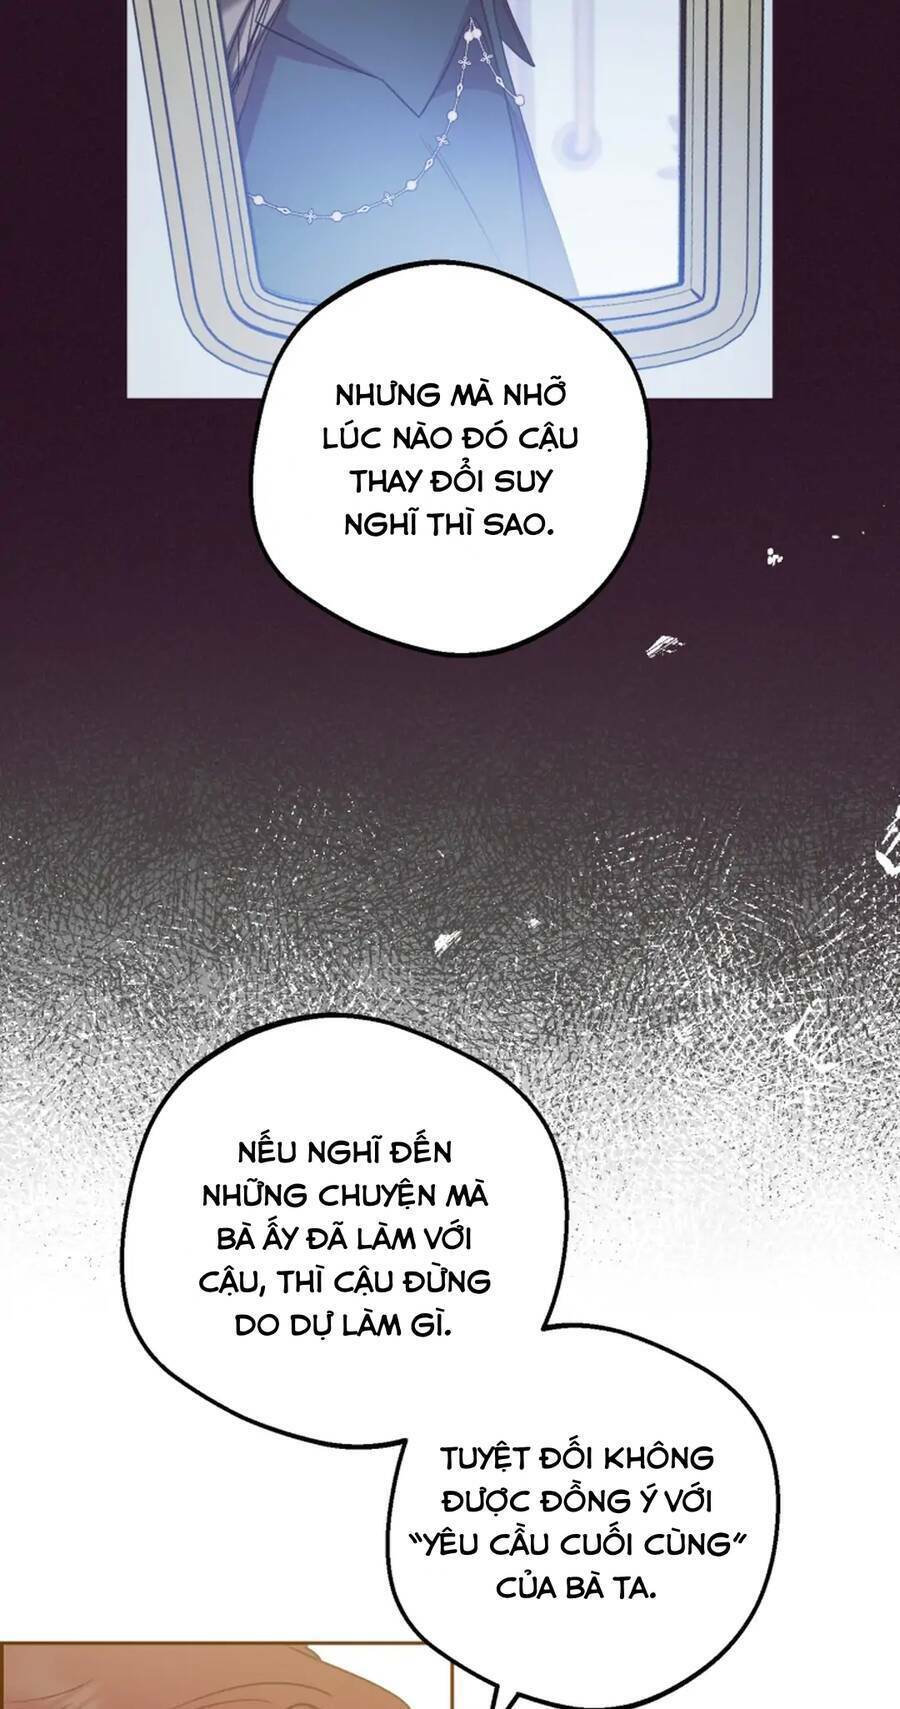 NHƯNG MÀ NHỠ
LÚC NÀO ĐÓ CẬU
THAY ĐỔI SUY
NGHĨ THÌ SAO.
NẾU NGHĨ ĐẾN
NHỮNG CHUYỆN MÀ
BÀ ẤY ĐÃ LÀM VỚI
CẬU, THÌ CẬU ĐỪNG
DO DỰ LÀM GÌ.
TUYỆT ĐỐI KHÔNG
ĐƯỢC ĐỒNG Ý VỚI
"YÊU CẦU CUỐI CÙNG"
CỦA BÀ TA.